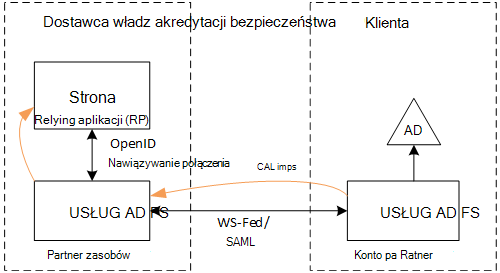 Dostawca władz akredytacji bezpieczeństwa
Klienta
Strona
Relying aplikacji (RP)
AD
OpenID
Nawiązywanie połączenia
CAL imps
USŁUG AD FS
USŁUG AD FS
WS-Fed/
SAML
Partner zasobów
Konto pa Ratner